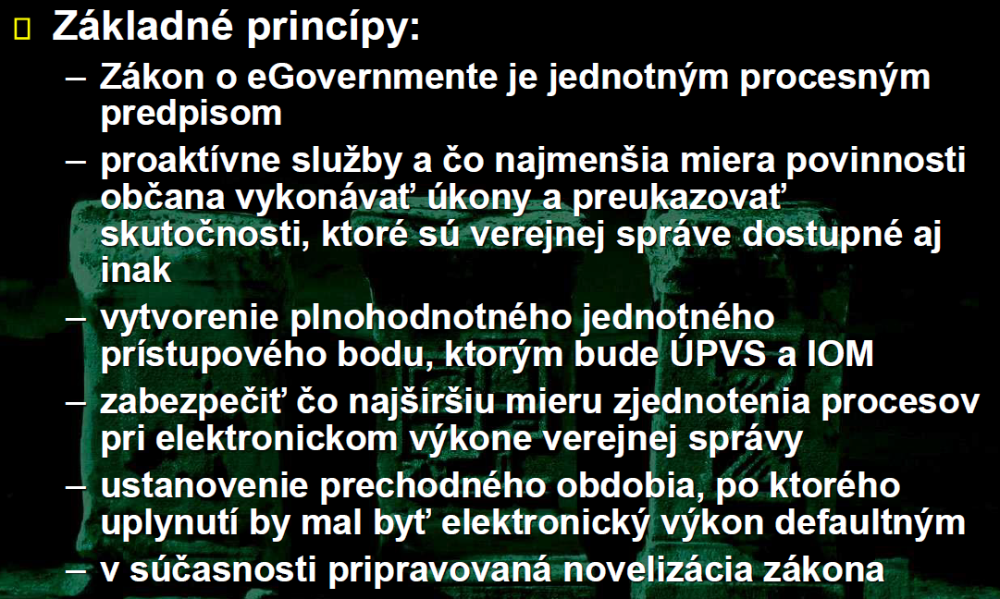 Základné princípy:
– Zákon o eGovernmente je jednotným procesným
predpisom
– proaktívne služby a čo najmenšia miera povinnosti
občana vykonávať úkony a preukazovať
skutočnosti, ktoré sú verejnej správe dostupné aj
inak
– vytvorenie plnohodnotného jednotného
prístupového bodu, ktorým bude ÚPVS a IOM
– zabezpečiť čo najširšiu mieru zjednotenia procesov
pri elektronickom výkone verejnej správy
– ustanovenie prechodného obdobia, po ktorého
uplynutí by mal byť elektronický výkon defaultným
– v súčasnosti pripravovaná novelizácia zákona